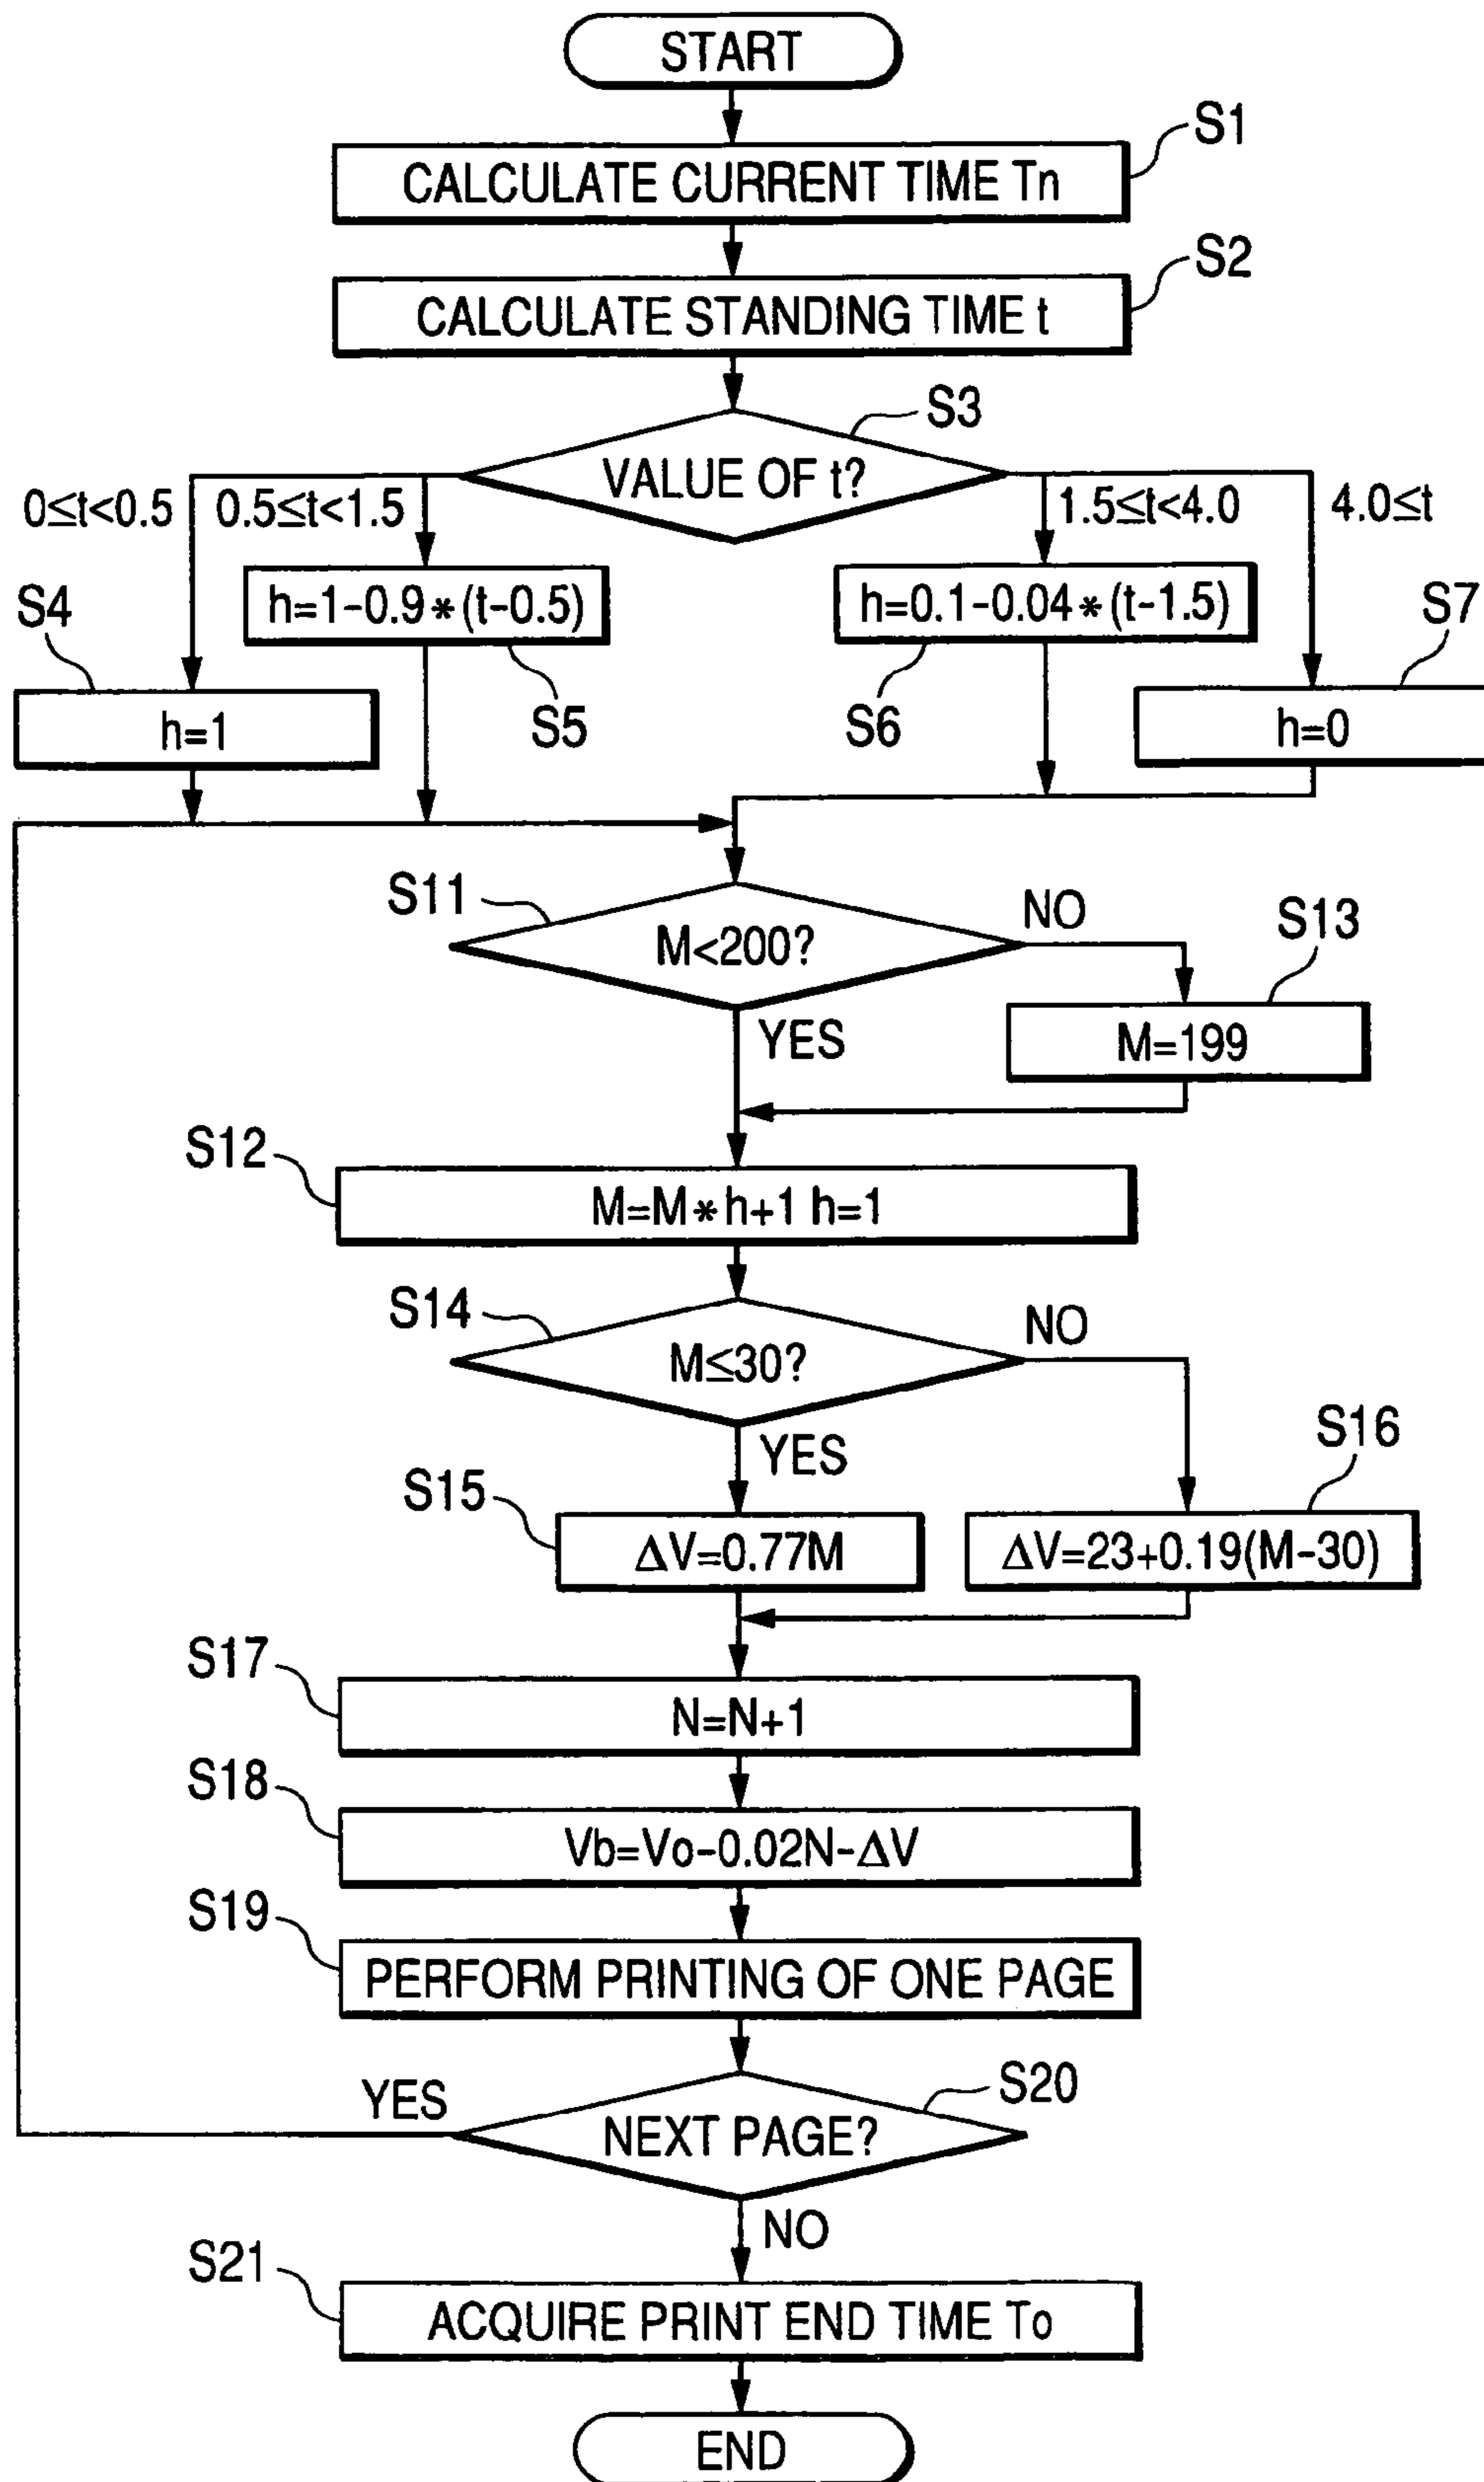 START
S1
CALCULATE CURRENT TIME Tn
S2
CALCULATE STANDING TIME t
S3
VALUE OF t?
0≤t<0.5
0.5≤t<1.5
1.5≤t<4.0
4.0≤t
S4
h=1-0.9*(t-0.5)
h=0.1-0.04*(t-1.5)
S7
h=1
S5
S6
h=0
S11
M<200?
NO
S13
YES
M=199
S12
M=M*h+1 h=1
S14
M≤30?
NO
YES
S16
S15
ΔV=0.77M
ΔV=23+0.19(M-30)
S17
N=N+1
S18
Vb=Vo-0.02N-ΔV
S19
PERFORM PRINTING OF ONE PAGE
S20
YES
NEXT PAGE?
NO
S21
ACQUIRE PRINT END TIME To
END